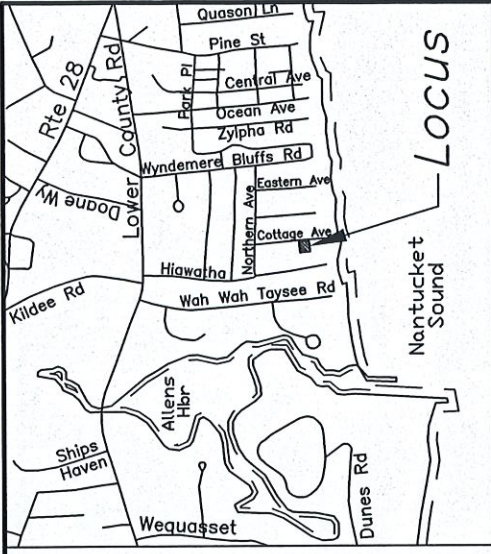 Quason Ln
Pine St
Central Ave
Park Pl
Ocean Ave
Zylpha Rd
Rte 28
County Rd
Lower
Wyndemere Bluffs Rd
Doane Wy
Eastern Ave
Northern Ave
Cottage Ave
LOCUS
Hiawatha
Wah Wah Taysee Rd
Kildee Rd
Nantucket
Sound
Allens
Hbr
Ships
Haven
Dunes Rd
Wequasset